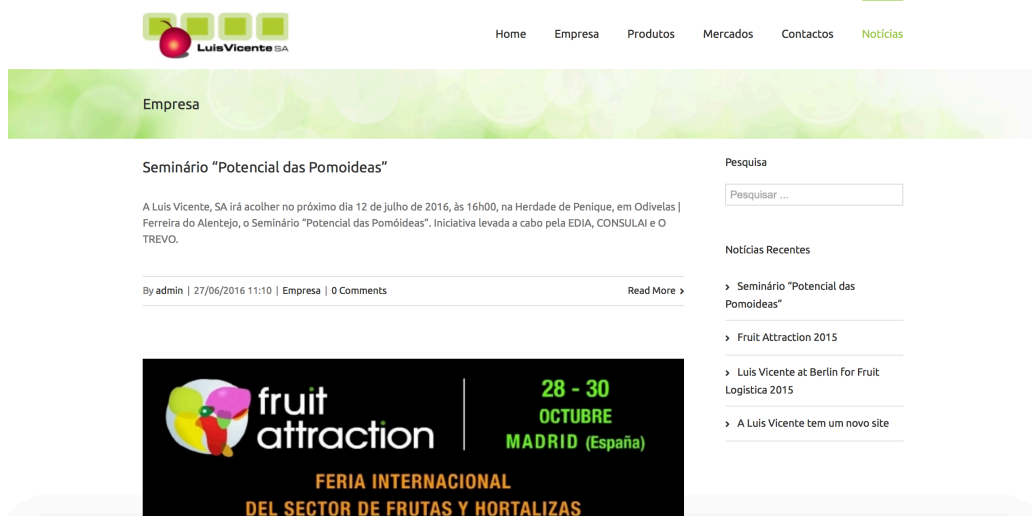 LuisVicente SA
Home Empresa Produtos Mercados Contactos Notícias
Empresa
Seminário “Potencial das Pomoideas”
A Luis Vicente, SA irá acolher no próximo dia 12 de julho de 2016, às 16h00, na Herdade de Penique, em Odivelas |
Ferreira do Alentejo, o Seminário “Potencial das Pomóideas”. Iniciativa levada a cabo pela EDIA, CONSULAI e O
TREVO.
By admin | 27/06/2016 11:10 | Empresa | 0 Comments
Read More ›
fruit
attraction
28 - 30
OCTUBRE
MADRID (España)
FERIA INTERNACIONAL
DEL SECTOR DE FRUTAS Y HORTALIZAS
Pesquisa
Pesquisar ...
Notícias Recentes
› Seminário “Potencial das
Pomoideas”
› Fruit Attraction 2015
› Luis Vicente at Berlin for Fruit
Logistica 2015
› A Luis Vicente tem um novo site